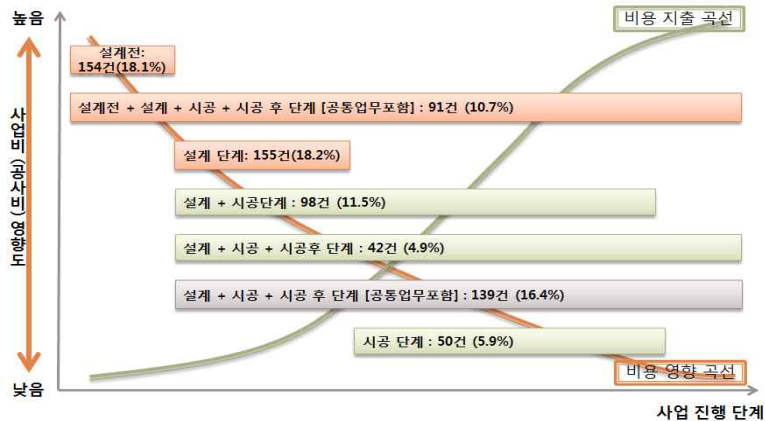 높음
비용 지출 곡선
설계전:
154건(18.1%)
설계전 + 설계 + 시공 + 시공 후 단계 [공통업무포함] : 91건 (10.7%)
설계 단계: 155건(18.2%)
사업비(공사비)영향도
설계 + 시공단계 : 98건 (11.5%)
설계 + 시공 + 시공후 단계 : 42건 (4.9%)
설계 + 시공 + 시공 후 단계 [공통업무포함] : 139건 (16.4%)
시공 단계 : 50건 (5.9%)
비용 영향 곡선
낮음
사업 진행 단계